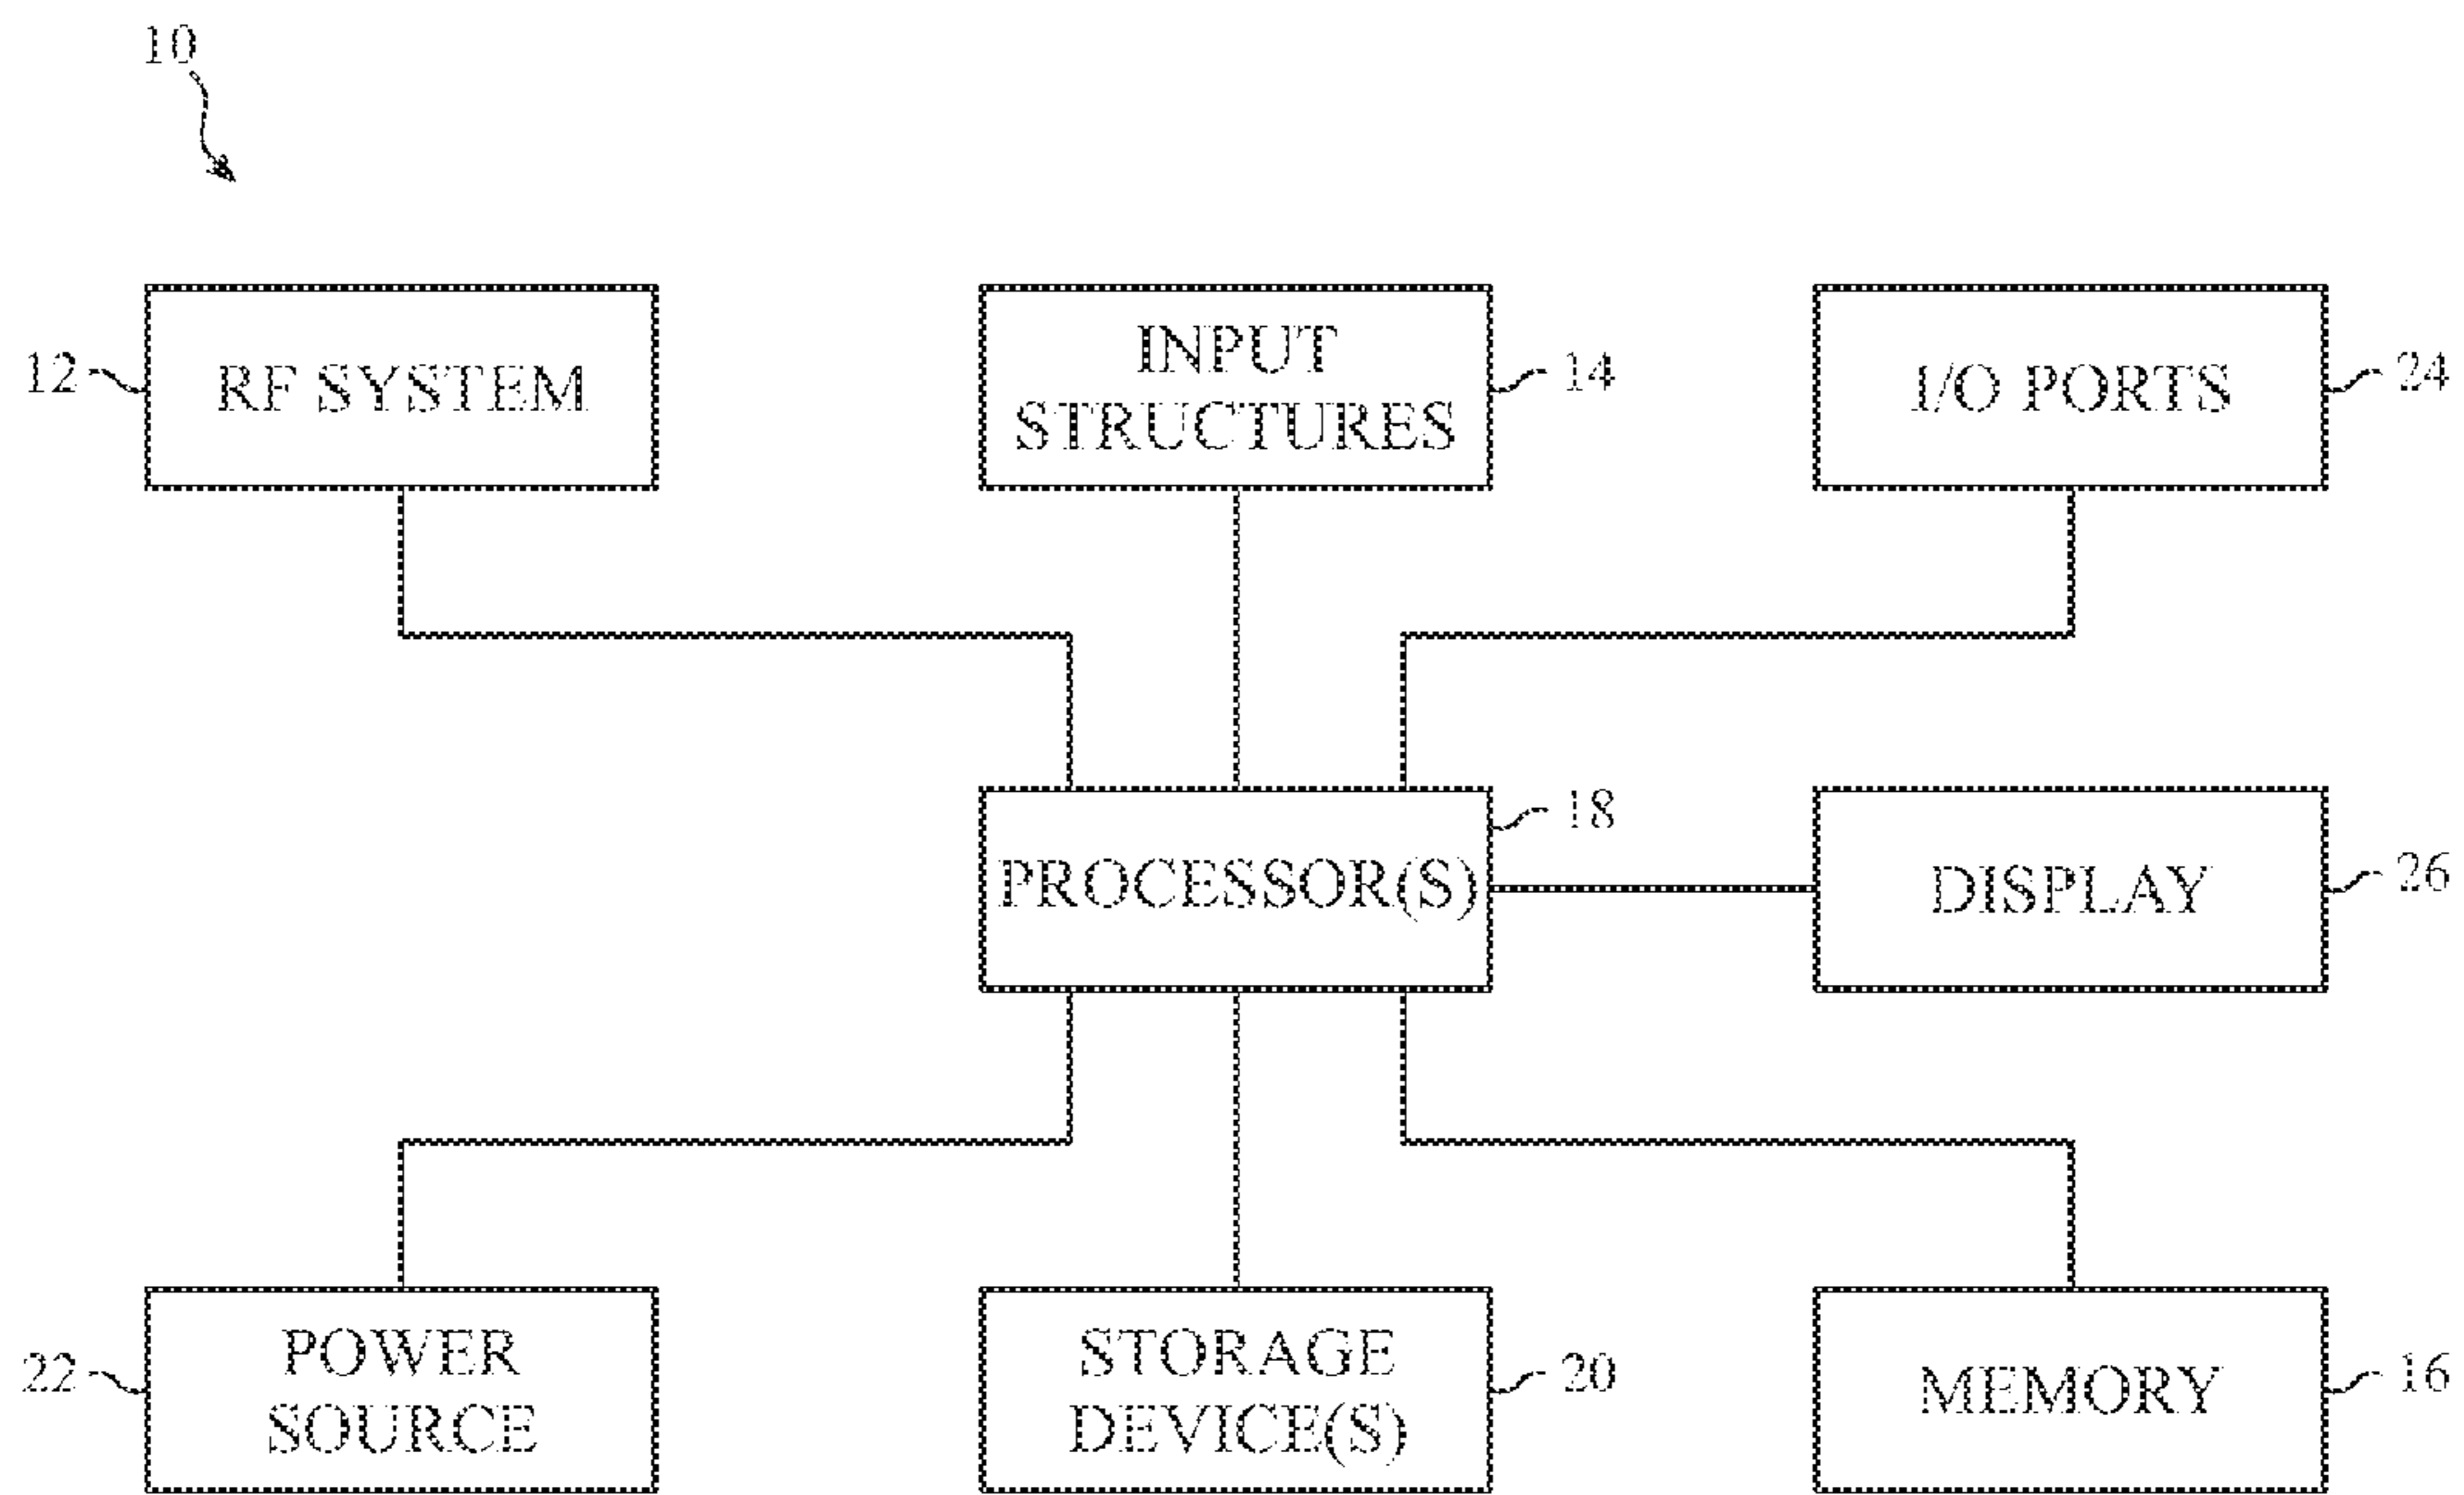 10
12
RF SYSTEM
INPUT
STRUCTURES
14
I/O PORTS
24
PROCESSOR(S)
18
DISPLAY
26
22
POWER
SOURCE
STORAGE
DEVICE(S)
20
MEMORY
16